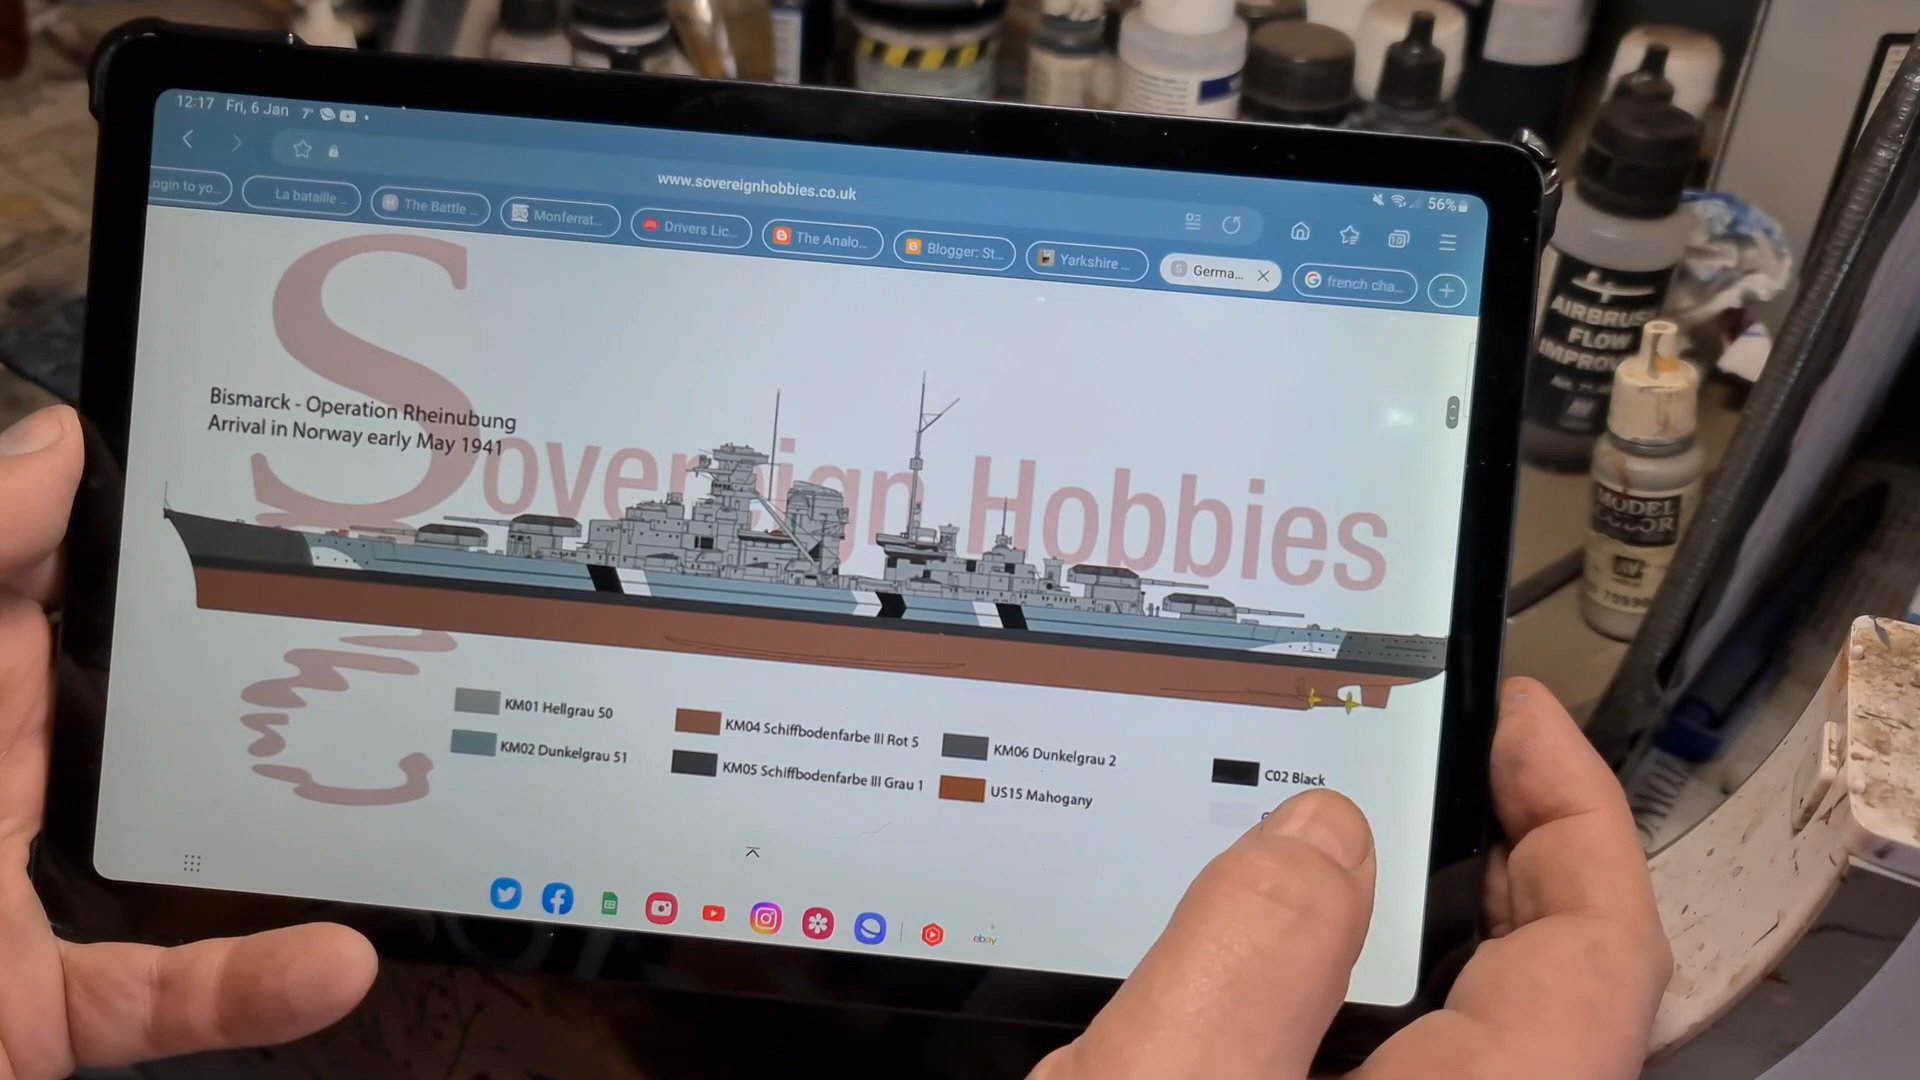 12:17 Fri, 6 Jan 7°
56%
www.sovereignhobbies.co.uk
ogin to yo...
La bataille ...
The Battle ...
Monferrat...
Drivers Lic...
The Analo...
Blogger: St...
Yarkshire ...
Germa...
french cha...
Sovereign Hobbies
Bismarck - Operation Rheinubung
Arrival in Norway early May 1941
KM01 Hellgrau 50
KM02 Dunkelgrau 51
KM04 Schiffbodenfarbe III Rot 5
KM05 Schiffbodenfarbe III Grau 1
KM06 Dunkelgrau 2
US15 Mahogany
C02 Black
ebay
AIRBRUSH
FLOW
IMPROV
MODEL
COLOR